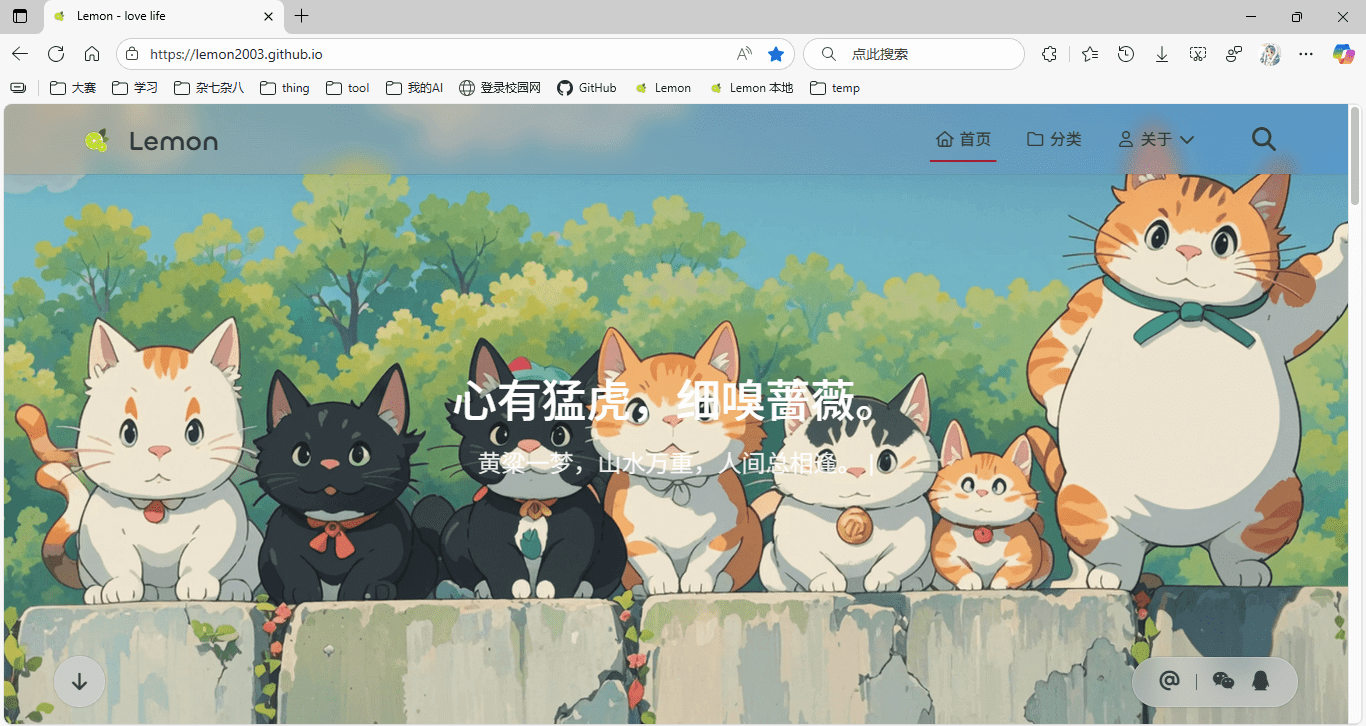 Lemon - love life
https://lemon2003.github.io
点此搜索
大赛 学习 杂七杂八 thing tool 我的AI 登录校园网 GitHub Lemon Lemon 本地 temp
Lemon 首页 分类 关于
心有猛虎，细嗅蔷薇。
黄粱一梦，山水万重，人间总相逢。 |